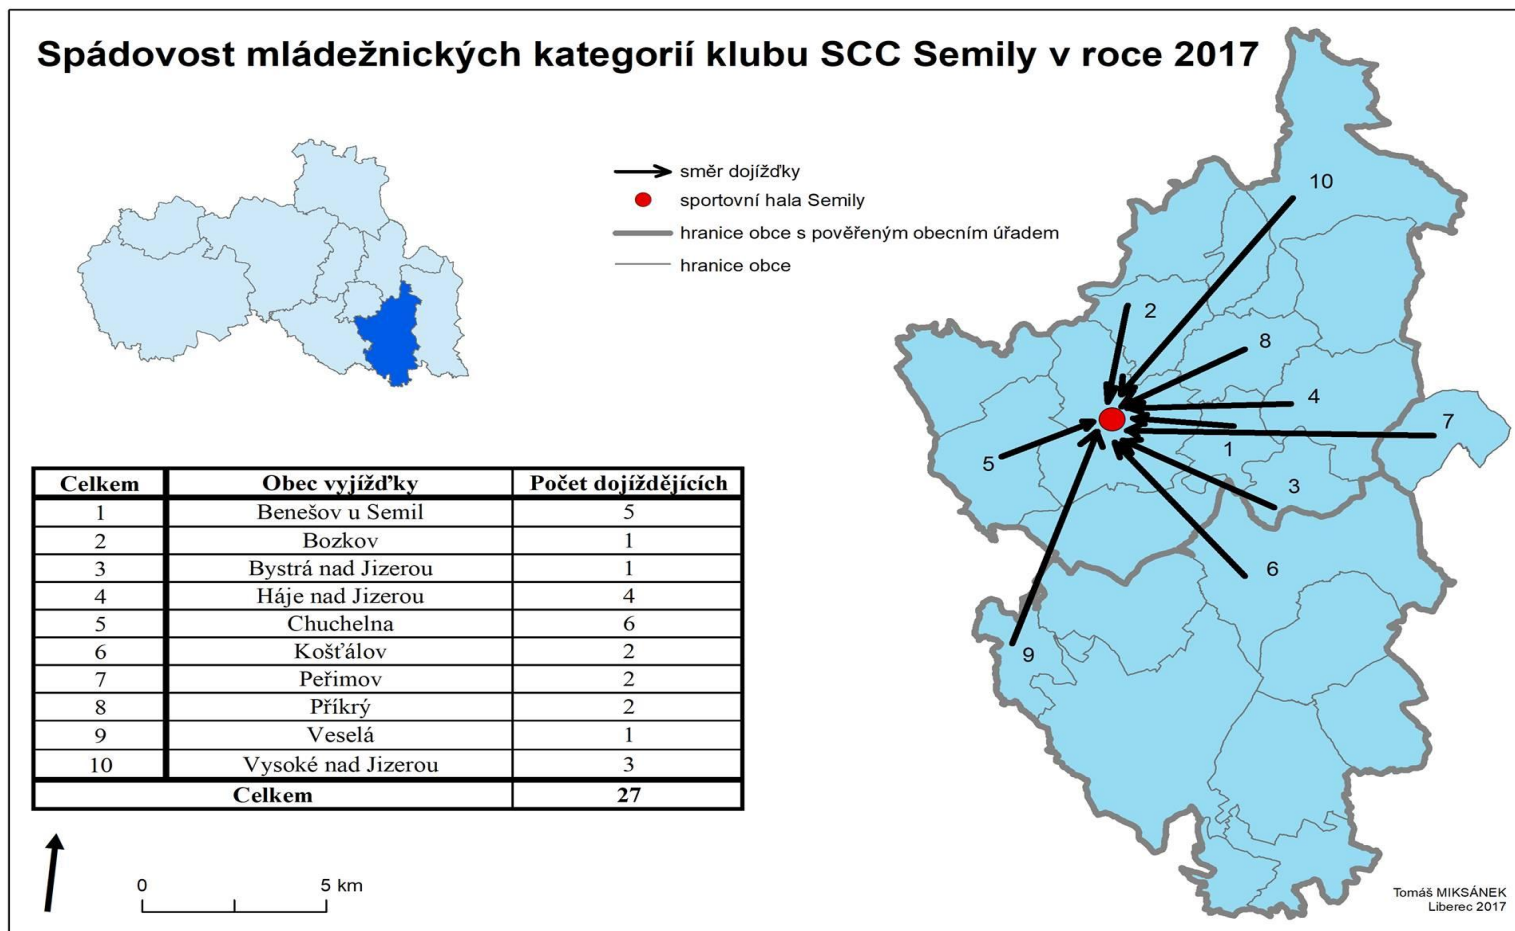 Spádovost mládežnických kategorií klubu SCC Semily v roce 2017
směr dojížďky
sportovní hala Semily
hranice obce s pověřeným obecním úřadem
hranice obce
10
2
8
4
7
1
5
3
6
9
Celkem Obec vyjížďky Počet dojíždějících
1 Benešov u Semil 5
2 Bozkov 1
3 Bystrá nad Jizerou 1
4 Háje nad Jizerou 4
5 Chuchelna 6
6 Košťálov 2
7 Peřimov 2
8 Příkrý 2
9 Veselá 1
10 Vysoké nad Jizerou 3
Celkem 27
0 5 km
Tomáš MIKSÁNEK
Liberec 2017